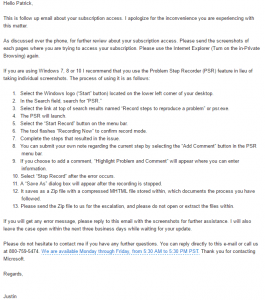 Hello Patrick,
This is follow up email about your subscription access. I apologize for the inconvenience you are experiencing with
this matter.
As discussed over the phone, for further review about your subscription access. Please send the screenshots of
each pages where you are trying to access your subscription. Please use the Internet Explorer (Turn on the in-Private
Browsing) again.
If you are using Windows 7, 8 or 10 I recommend that you use the Problem Step Recorder (PSR) feature in lieu of
taking individual screenshots. The process of using it is as follows:
1. Select the Windows logo ("Start" button) located on the lower left corner of your desktop.
2. In the Search field, search for "PSR."
3. Select the link at top of search results named "Record steps to reproduce a problem" or psr.exe
4. The PSR will launch.
5. Select the "Start Record" button on the menu bar.
6. The tool flashes "Recording Now" to confirm record mode.
7. Complete the steps that resulted in the issue.
8. You can submit your own note regarding the current step by selecting the "Add Comment" button in the PSR
menu bar.
9. If you choose to add a comment, "Highlight Problem and Comment" will appear where you can enter
information.
10. Select "Stop Record" after the error occurs.
11. A "Save As" dialog box will appear after the recording is stopped.
12. It saves as a Zip file with a compressed MHTML file stored within, which documents the process you have
followed.
13. Please send the Zip file to us for the escalation, and please do not open or extract the files within.
If you will get any error message, please reply to this email with the screenshots for further assistance. I will also
leave the case open within the next three business days while waiting for your update.
Please do not hesitate to contact me if you have any further questions. You can reply directly to this e-mail or call us
at 800-759-5474. We are available Monday through Friday, from 5:30 AM to 5:30 PM PST. Thank you for contacting
Microsoft.
Regards,
Justin